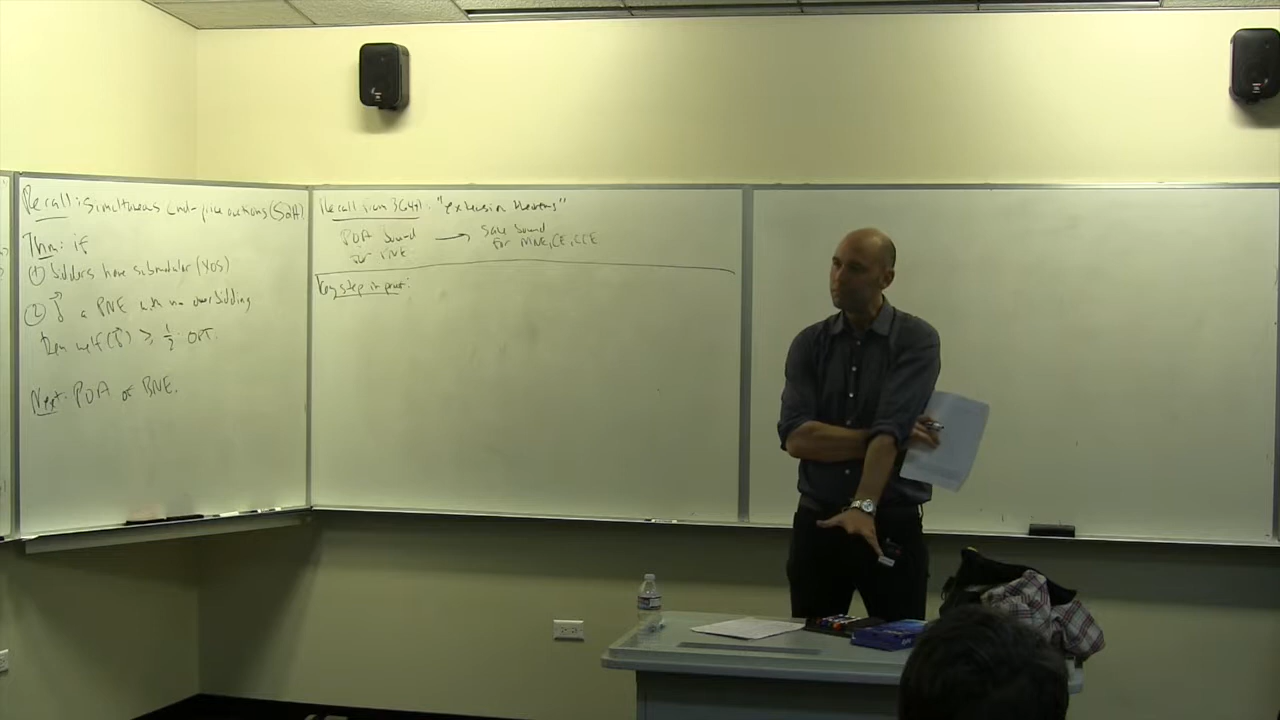 Recall: simultaneous 2nd-price auctions (S2A).
Thm: if
① bidders have submodular (XOS)
② b a PNE with no overbidding
then welf(b) ≥ 1/2 · OPT.
Next: POA of BNE.
Recall from 364A: "extension theorems"
POA bound for PNE → same bound for MNE, CE, CCE
Key step in proof: